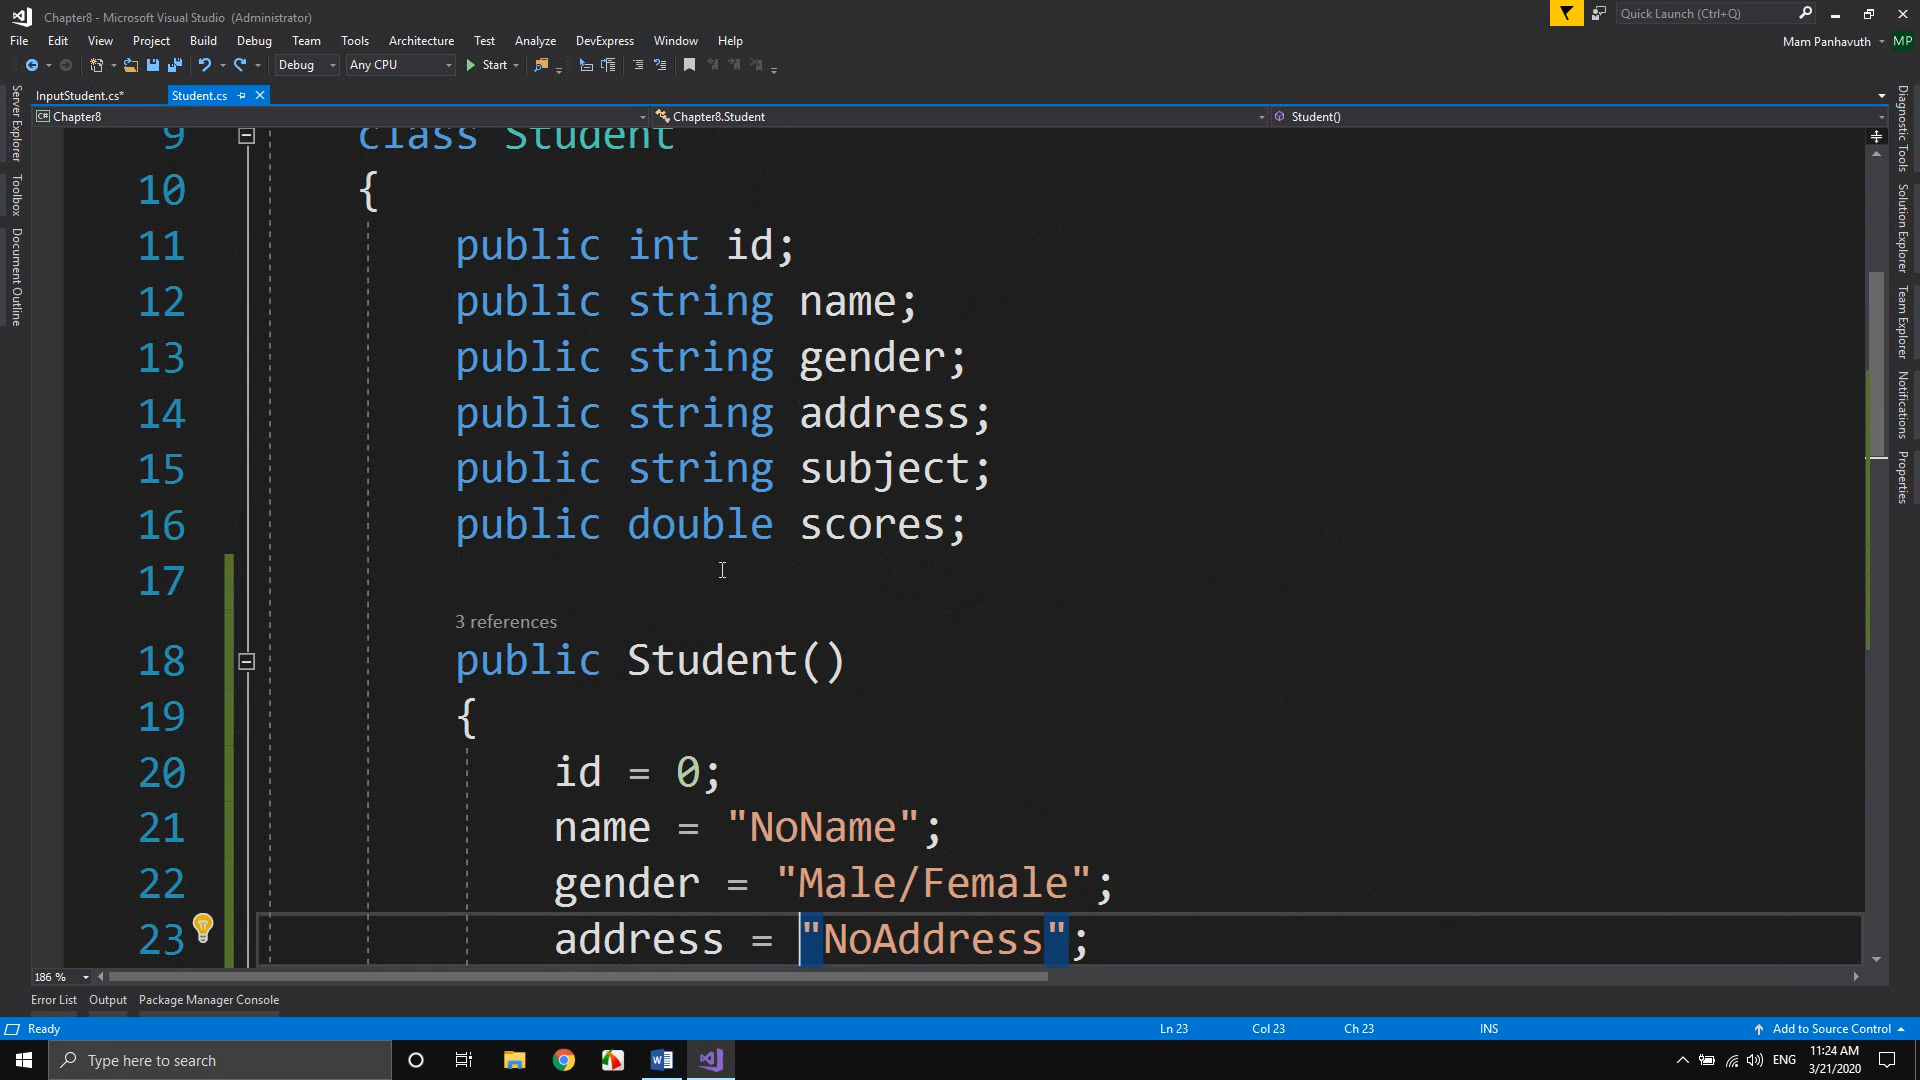 Chapter8 - Microsoft Visual Studio (Administrator)
Quick Launch (Ctrl+Q)
File Edit View Project Build Debug Team Tools Architecture Test Analyze DevExpress Window Help
Mam Panhavuth MP
Debug Any CPU Start
InputStudent.cs* Student.cs
Chapter8 Chapter8.Student Student()
Server Explorer
Toolbox
Document Outline
Diagnostic Tools
Solution Explorer
Team Explorer
Notifications
Properties
9 class Student
10 {
11 public int id;
12 public string name;
13 public string gender;
14 public string address;
15 public string subject;
16 public double scores;
17
3 references
18 public Student()
19 {
20 id = 0;
21 name = "NoName";
22 gender = "Male/Female";
23 address = "NoAddress";
186 %
Error List Output Package Manager Console
Ready Ln 23 Col 23 Ch 23 INS Add to Source Control
Type here to search
ENG 11:24 AM
3/21/2020